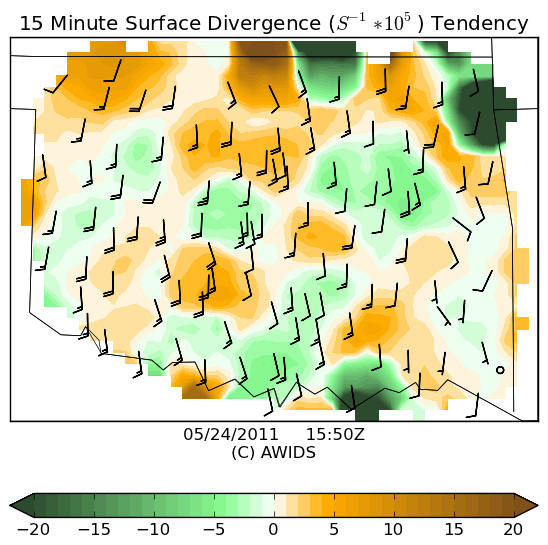 15 Minute Surface Divergence (S⁻¹ *10⁵ ) Tendency
05/24/2011 15:50Z
(C) AWIDS
−20 −15 −10 −5 0 5 10 15 20